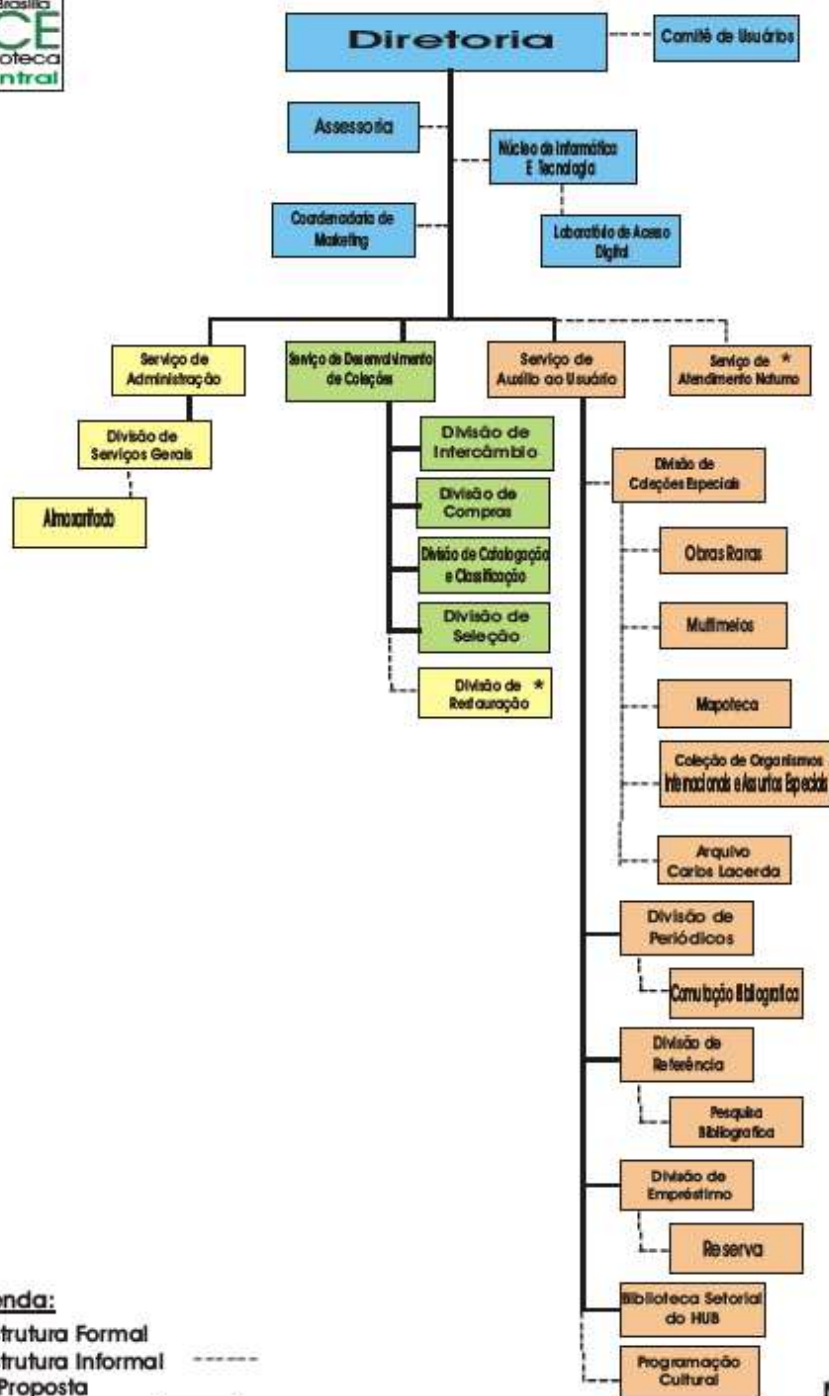 Brasília
CE
oteca
ntral
Diretoria
Comitê de Usuários
Assessoria
Núcleo de Informática
E Tecnologia
Coordenadoria de
Marketing
Laboratório de Acesso
Digital
Serviço de
Administração
Serviço de Desenvolvimento
de Coleções
Serviço de
Auxílio ao Usuário
Serviço de *
Atendimento Noturno
Divisão de
Serviços Gerais
Almoxarifado
Divisão de
Intercâmbio
Divisão de
Compras
Divisão de Catalogação
e Classificação
Divisão de
Seleção
Divisão de *
Restauração
Divisão de
Coleções Especiais
Obras Raras
Multimeios
Mapoteca
Coleção de Organismos
Internacionais e Assuntos Especiais
Arquivo
Carlos Lacerda
Divisão de
Periódicos
Comutação Bibliografica
Divisão de
Referência
Pesquisa
Bibliografica
Divisão de
Empréstimo
Reserva
Biblioteca Setorial
do HUB
Programação
Cultural
enda:
trutura Formal
trutura Informal
Proposta